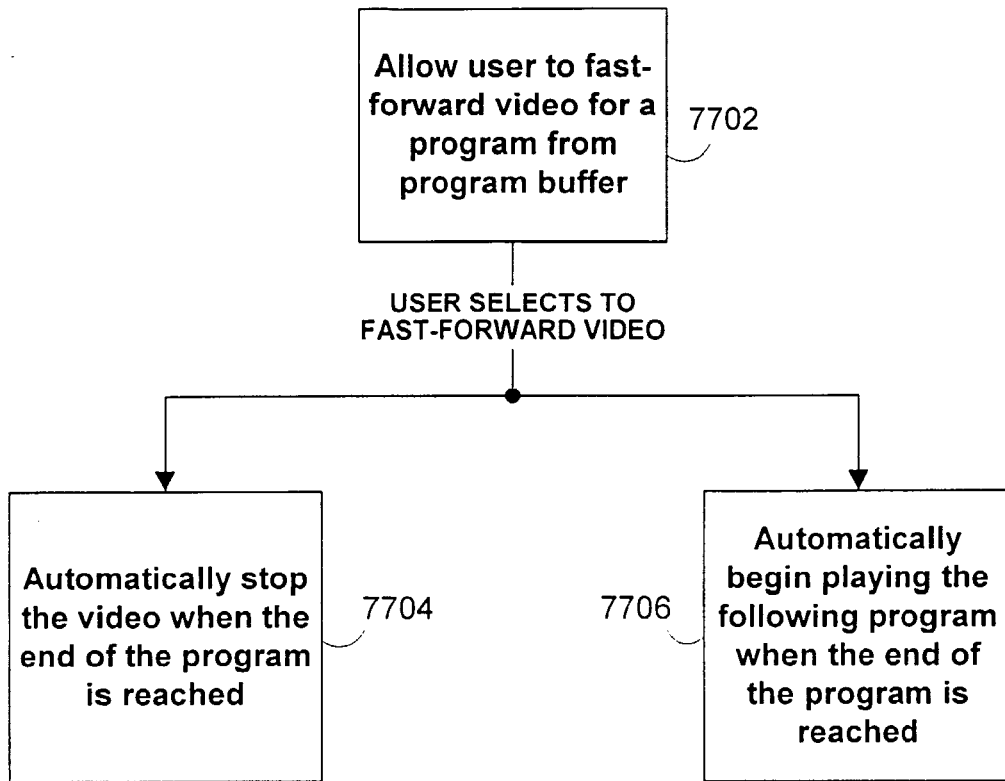 Allow user to fast-
forward video for a
program from
program buffer
7702
USER SELECTS TO
FAST-FORWARD VIDEO
Automatically stop
the video when the
end of the program
is reached
7704
7706
Automatically
begin playing the
following program
when the end of
the program is
reached